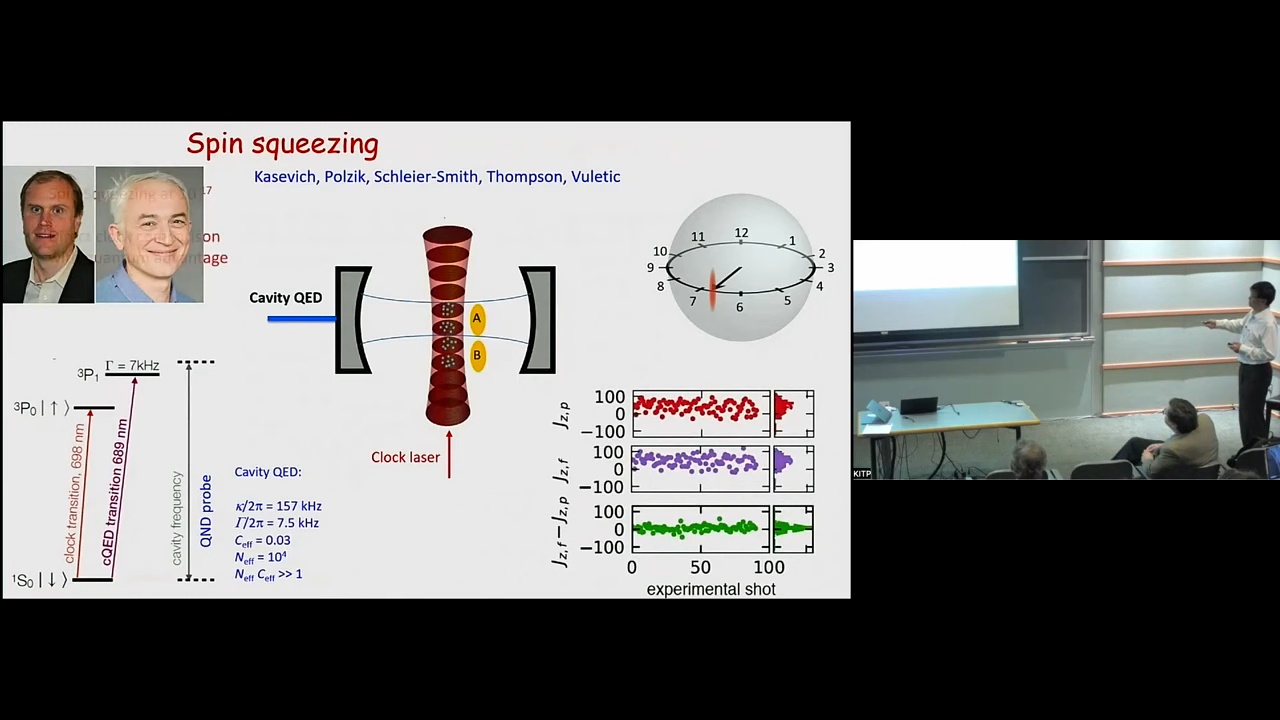 Spin squeezing
Kasevich, Polzik, Schleier-Smith, Thompson, Vuletic
17
son
advantage
Cavity QED
A
B
Clock laser
12
11
1
10
2
9
3
8
4
7
5
6
³P₁ Γ = 7kHz
³P₀|↑⟩
¹S₀|↓⟩
clock transition, 698 nm
cQED transition 689 nm
cavity frequency
QND probe
Cavity QED:
κ/2π = 157 kHz
Γ/2π = 7.5 kHz
C_eff = 0.03
N_eff = 10⁴
N_eff C_eff >> 1
J_z,p
100
0
−100
J_z,f
100
0
−100
J_z,f − J_z,p
100
0
−100
0 50 100
experimental shot
KITP